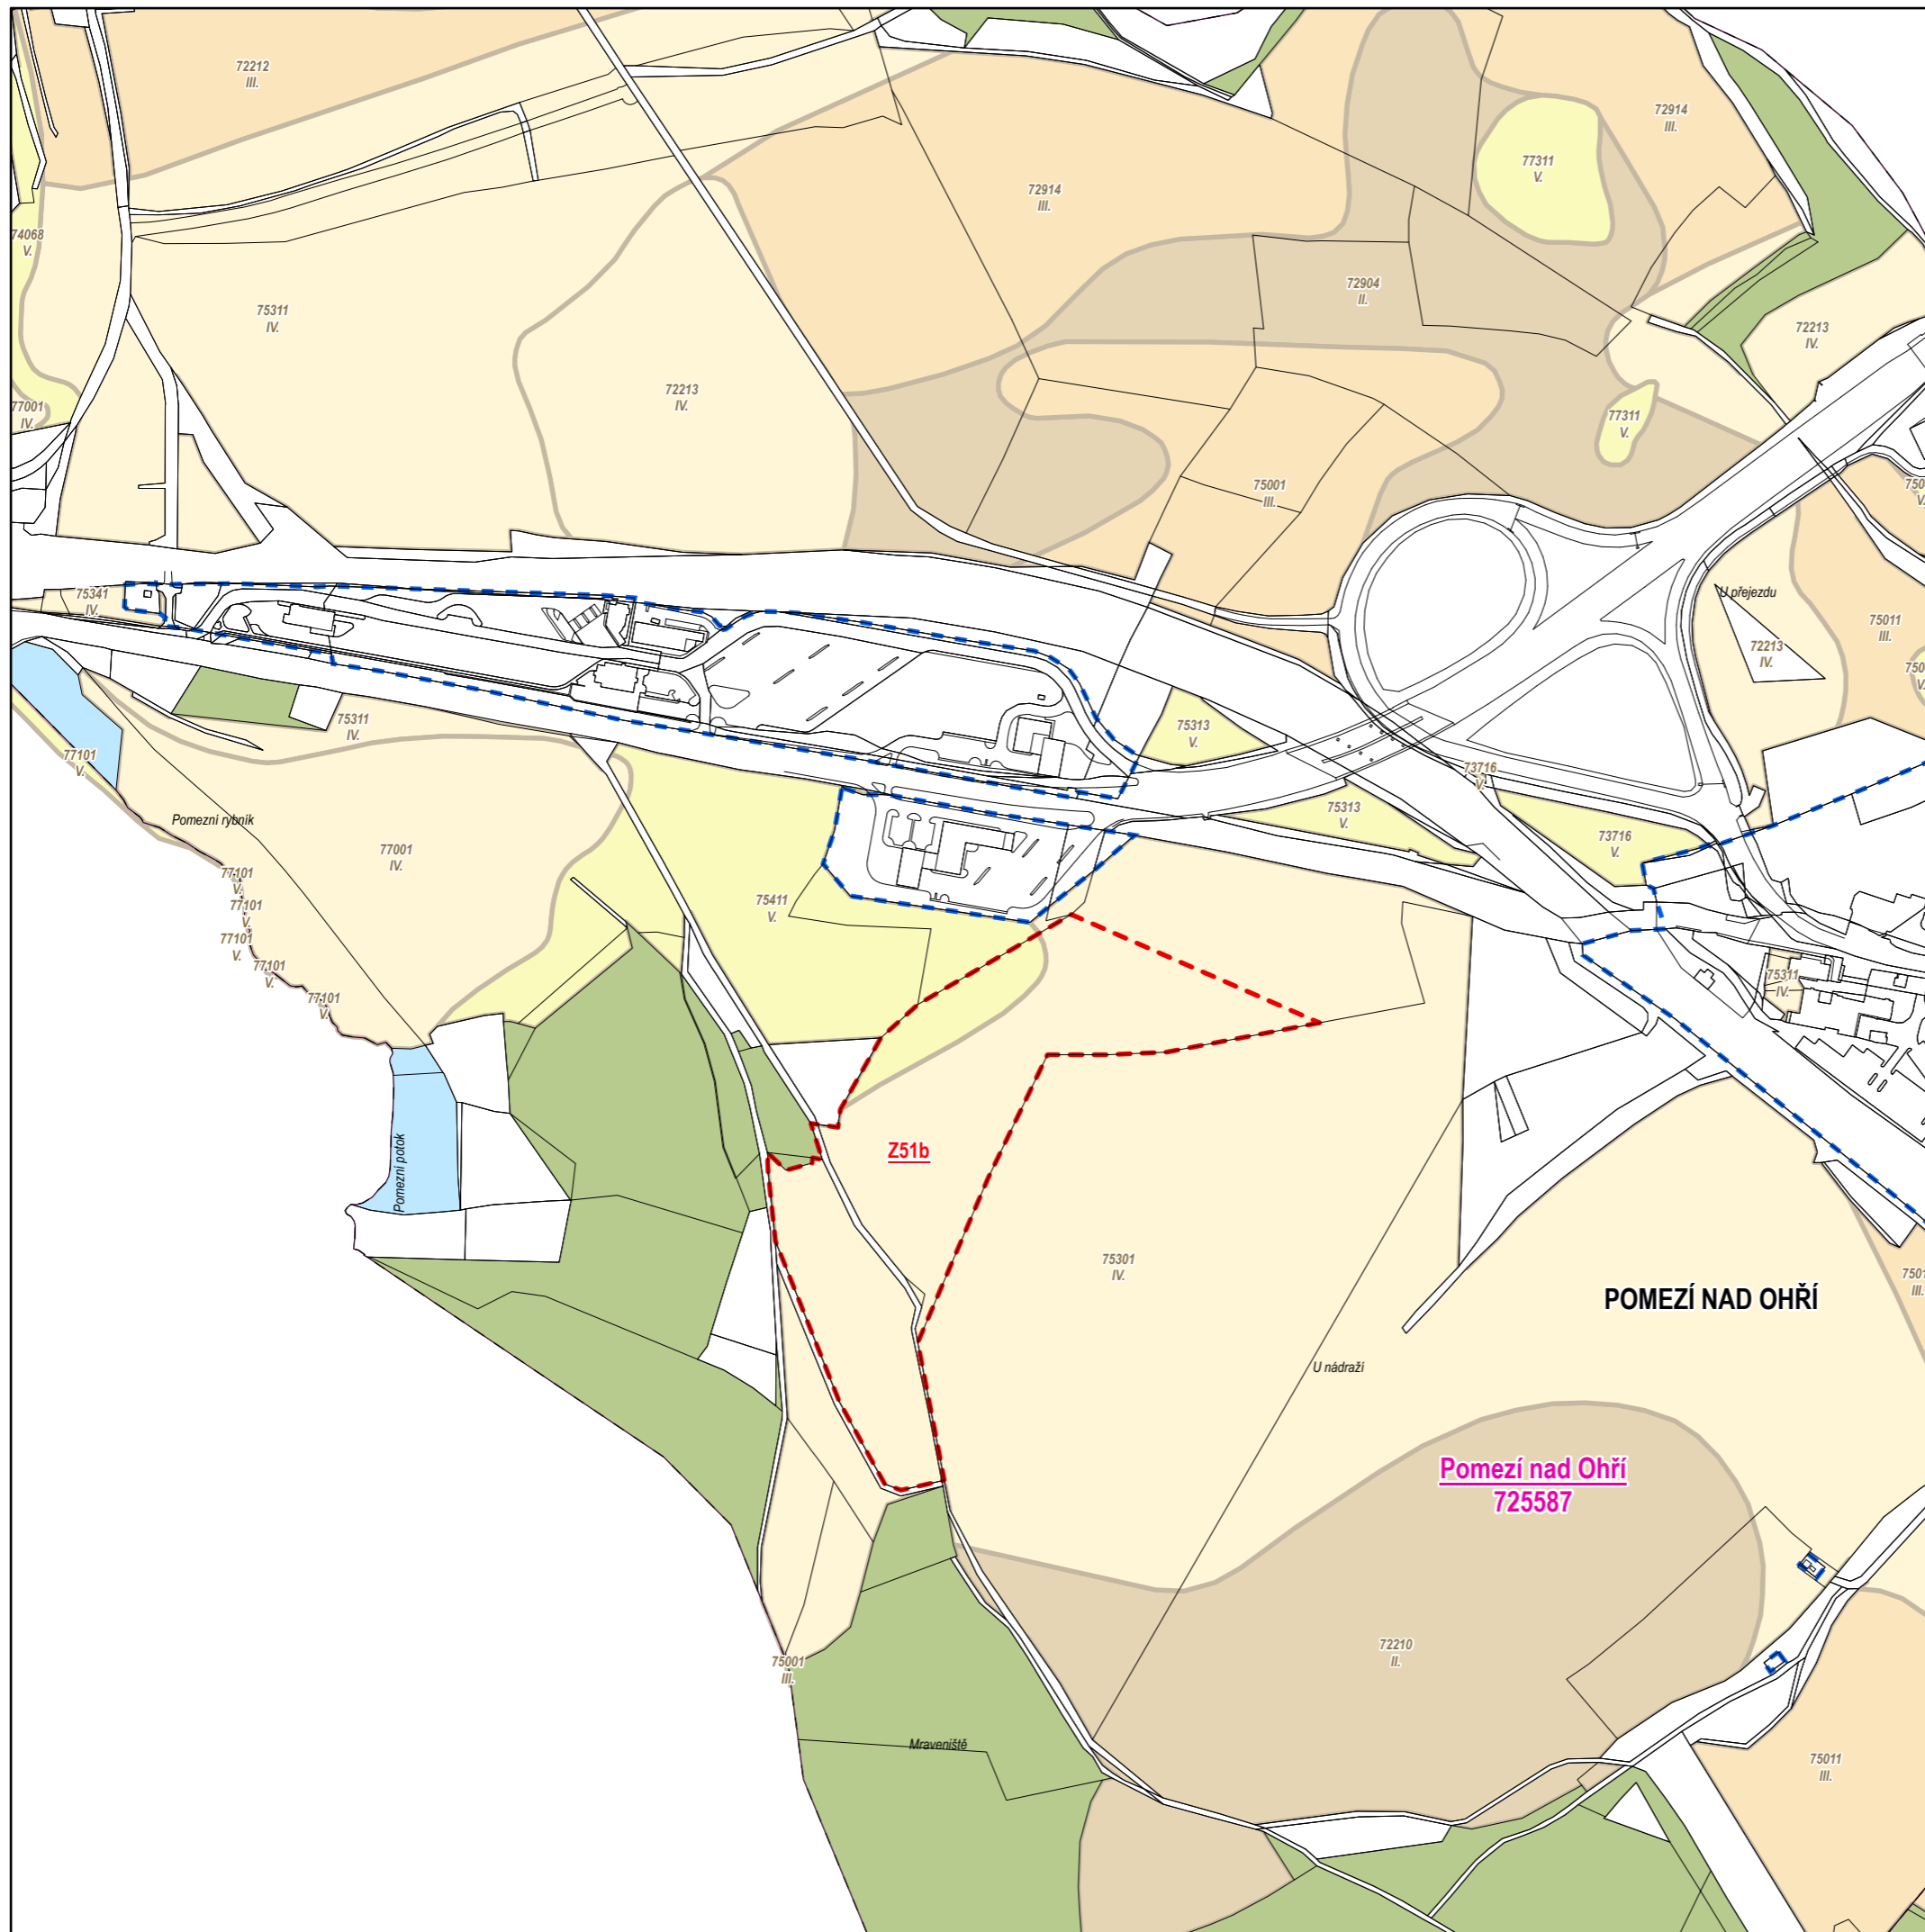 72212
III.
72914
III.
77311
V.
72914
III.
74068
V.
75311
IV.
72904
II.
72213
IV.
72213
IV.
77001
IV.
77311
V.
75001
III.
V.
75341
IV.
U přejezdu
75011
III.
72213
IV.
V.
75311
IV.
75313
V.
77101
V.
73716
V.
75313
V.
Pomezní rybník
73716
V.
77001
IV.
77101
V.
75411
V.
77101
V.
77101
V.
77101
V.
75311
IV.
77101
V.
Pomezní potok
Z51b
75301
IV.
III.
POMEZÍ NAD OHŘÍ
U nádraží
Pomezí nad Ohří
725587
72210
II.
75001
III.
Mraveniště
75011
III.